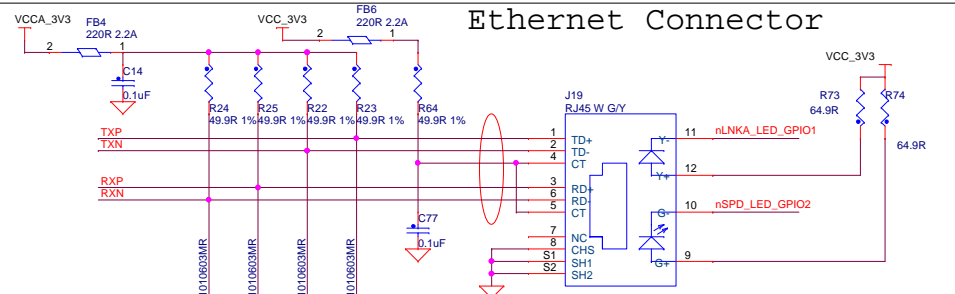 Ethernet Connector
VCCA_3V3
FB4
220R 2.2A
2
1
VCC_3V3
FB6
220R 2.2A
2
1
VCC_3V3
C14
0.1uF
R24
49.9R 1%
R25
49.9R 1%
R22
49.9R 1%
R23
49.9R 1%
R64
49.9R 1%
J19
RJ45 W G/Y
R73
64.9R
R74
64.9R
TXP
TXN
RXP
RXN
1
2
4
3
6
5
7
8
S1
S2
TD+
TD-
CT
RD+
RD-
CT
NC
CHS
SH1
SH2
Y-
Y+
G-
G+
11
nLNKA_LED_GPIO1
12
10
nSPD_LED_GPIO2
9
C77
0.1uF
1010603MR
1010603MR
1010603MR
1010603MR